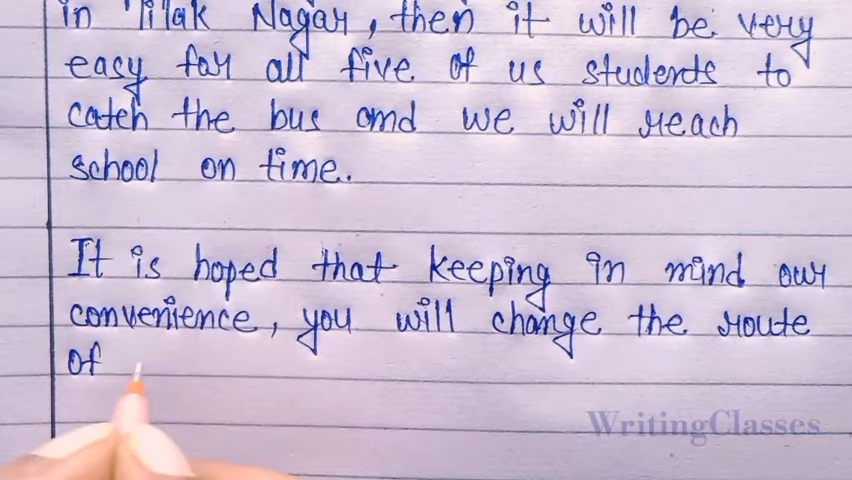 in Tilak Nagar, then it will be very
easy for all five of us students to
catch the bus and we will reach
school on time.
It is hoped that keeping in mind our
convenience, you will change the route
of
WritingClasses